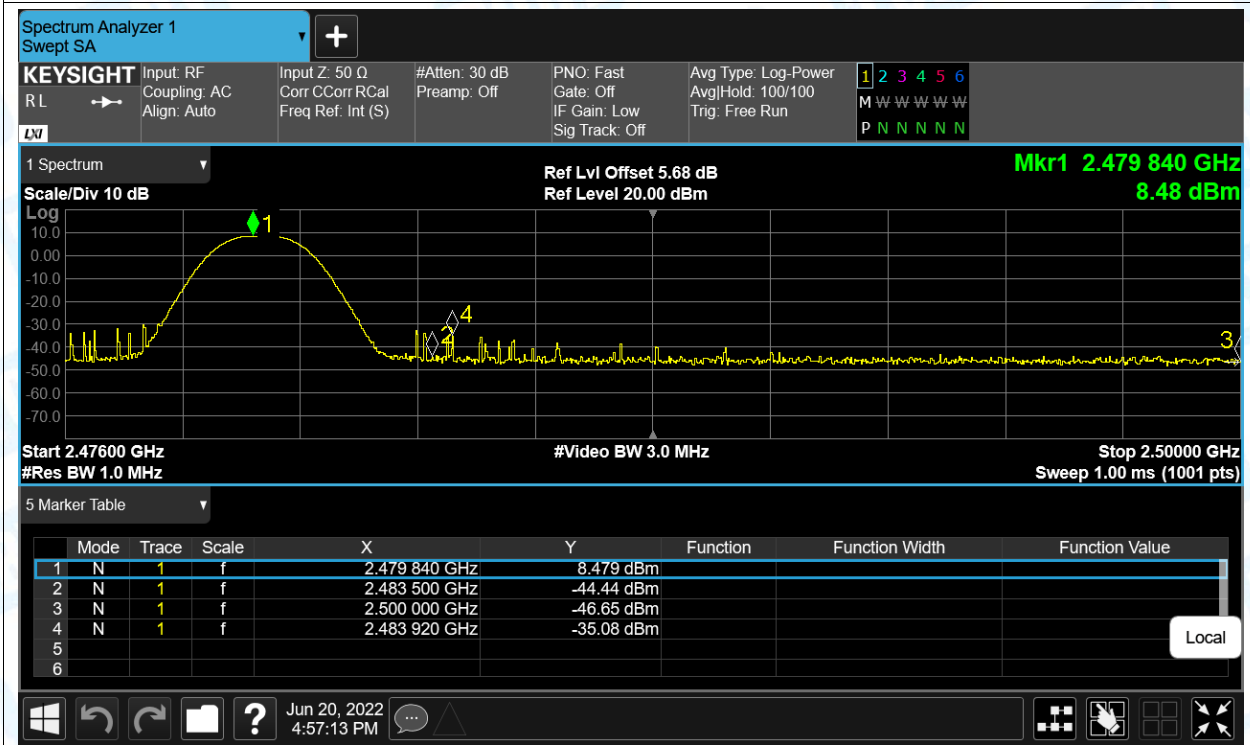 Spectrum Analyzer 1
Swept SA
KEYSIGHT
R L
LXI
Input: RF
Coupling: AC
Align: Auto
Input Z: 50 Ω
Corr CCorr RCal
Freq Ref: Int (S)
#Atten: 30 dB
Preamp: Off
PNO: Fast
Gate: Off
IF Gain: Low
Sig Track: Off
Avg Type: Log-Power
Avg|Hold: 100/100
Trig: Free Run
1 2 3 4 5 6
M W W W W W
P N N N N N
1 Spectrum
Scale/Div 10 dB
Ref Lvl Offset 5.68 dB
Ref Level 20.00 dBm
Mkr1 2.479 840 GHz
8.48 dBm
Log
10.0
0.00
-10.0
-20.0
-30.0
-40.0
-50.0
-60.0
-70.0
1
2
4
3
Start 2.47600 GHz
#Res BW 1.0 MHz
#Video BW 3.0 MHz
Stop 2.50000 GHz
Sweep 1.00 ms (1001 pts)
5 Marker Table
Mode Trace Scale X Y Function Function Width Function Value
1 N 1 f 2.479 840 GHz 8.479 dBm
2 N 1 f 2.483 500 GHz -44.44 dBm
3 N 1 f 2.500 000 GHz -46.65 dBm
4 N 1 f 2.483 920 GHz -35.08 dBm
5
6
Local
?
Jun 20, 2022
4:57:13 PM